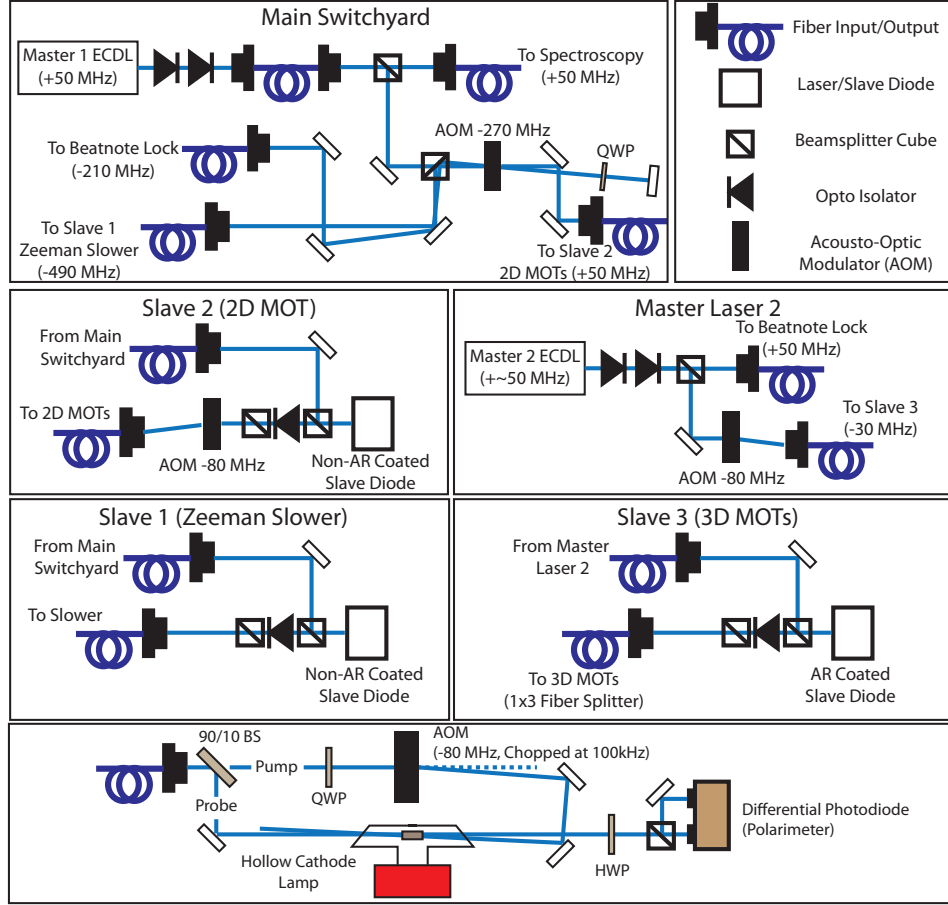 Main Switchyard
Master 1 ECDL
(+50 MHz)
To Spectroscopy
(+50 MHz)
To Beatnote Lock
(-210 MHz)
AOM -270 MHz
QWP
To Slave 1
Zeeman Slower
(-490 MHz)
To Slave 2
2D MOTs (+50 MHz)
Fiber Input/Output
Laser/Slave Diode
Beamsplitter Cube
Opto Isolator
Acousto-Optic
Modulator (AOM)
Slave 2 (2D MOT)
From Main
Switchyard
To 2D MOTs
AOM -80 MHz
Non-AR Coated
Slave Diode
Master Laser 2
Master 2 ECDL
(+~50 MHz)
To Beatnote Lock
(+50 MHz)
To Slave 3
(-30 MHz)
AOM -80 MHz
Slave 1 (Zeeman Slower)
From Main
Switchyard
To Slower
Non-AR Coated
Slave Diode
Slave 3 (3D MOTs)
From Master
Laser 2
To 3D MOTs
(1x3 Fiber Splitter)
AR Coated
Slave Diode
90/10 BS
Pump
Probe
QWP
AOM
(-80 MHz, Chopped at 100kHz)
Hollow Cathode
Lamp
HWP
Differential Photodiode
(Polarimeter)